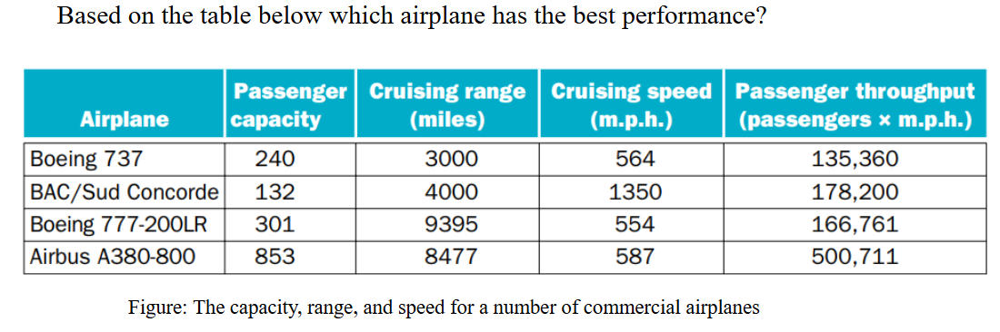 Based on the table below which airplane has the best performance?
Airplane Passenger capacity Cruising range (miles) Cruising speed (m.p.h.) Passenger throughput (passengers × m.p.h.)
Boeing 737 240 3000 564 135,360
BAC/Sud Concorde 132 4000 1350 178,200
Boeing 777-200LR 301 9395 554 166,761
Airbus A380-800 853 8477 587 500,711
Figure: The capacity, range, and speed for a number of commercial airplanes